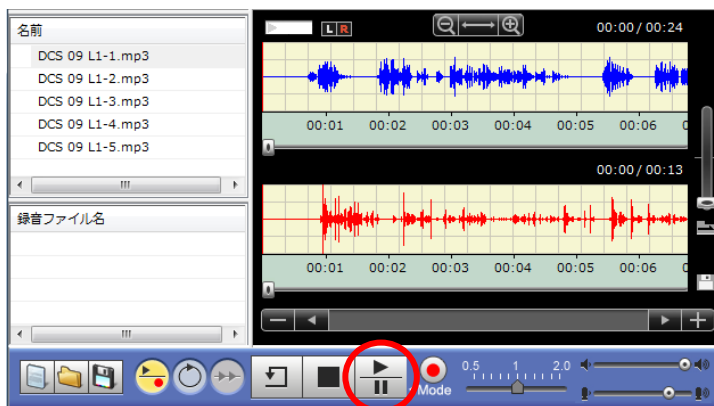 名前
DCS 09 L1-1.mp3
DCS 09 L1-2.mp3
DCS 09 L1-3.mp3
DCS 09 L1-4.mp3
DCS 09 L1-5.mp3
録音ファイル名
L R
00:00 / 00:24
00:01 00:02 00:03 00:04 00:05 00:06
00:00 / 00:13
00:01 00:02 00:03 00:04 00:05 00:06
Mode
0.5 1 2.0